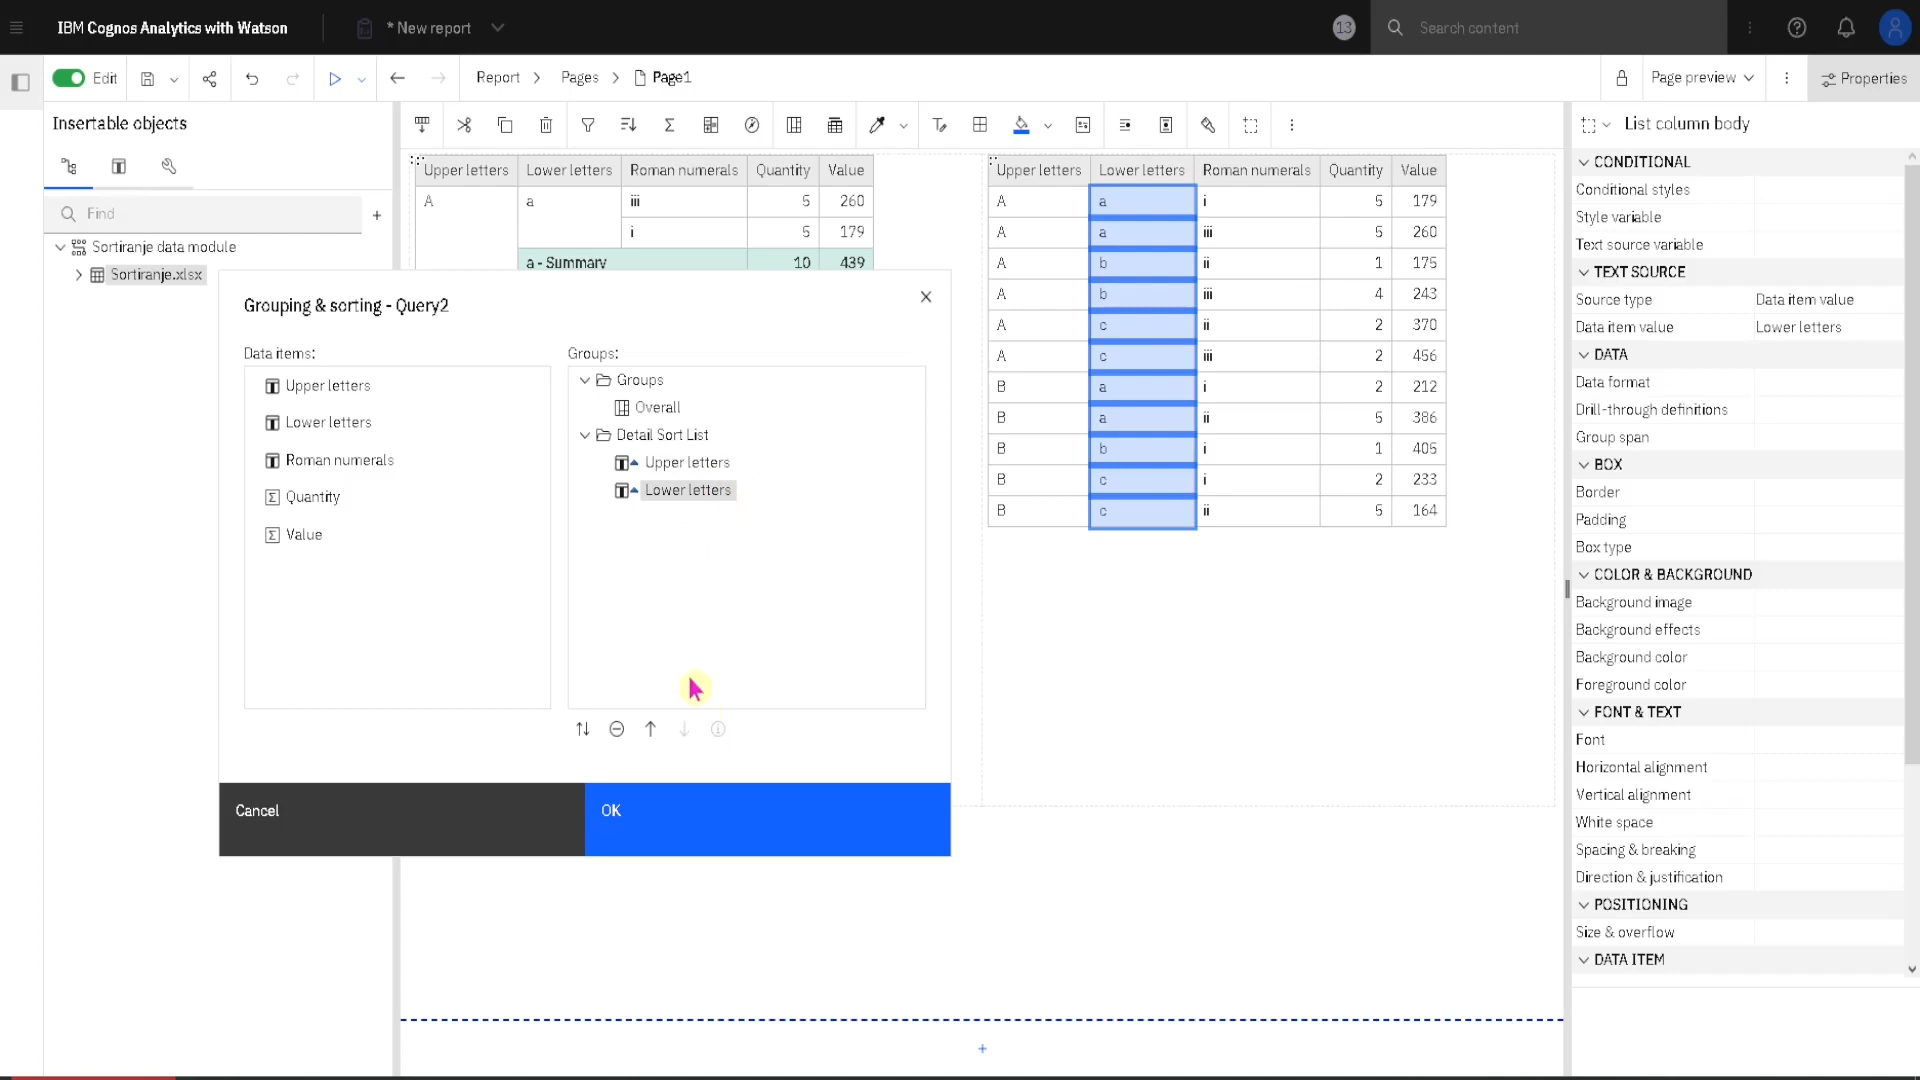 IBM Cognos Analytics with Watson
* New report
13
Search content
Edit
Report
Pages
Page1
Page preview
Properties
Insertable objects
Find
Sortiranje data module
Sortiranje.xlsx
Upper letters Lower letters Roman numerals Quantity Value
A a iii 5 260
i 5 179
a - Summary 10 439
Upper letters Lower letters Roman numerals Quantity Value
A a i 5 179
A a iii 5 260
A b ii 1 175
A b iii 4 243
A c ii 2 370
A c iii 2 456
B a i 2 212
B a ii 5 386
B b i 1 405
B c i 2 233
B c ii 5 164
Grouping & sorting - Query2
Data items:
Upper letters
Lower letters
Roman numerals
Quantity
Value
Groups:
Groups
Overall
Detail Sort List
Upper letters
Lower letters
Cancel
OK
List column body
CONDITIONAL
Conditional styles
Style variable
Text source variable
TEXT SOURCE
Source type Data item value
Data item value Lower letters
DATA
Data format
Drill-through definitions
Group span
BOX
Border
Padding
Box type
COLOR & BACKGROUND
Background image
Background effects
Background color
Foreground color
FONT & TEXT
Font
Horizontal alignment
Vertical alignment
White space
Spacing & breaking
Direction & justification
POSITIONING
Size & overflow
DATA ITEM